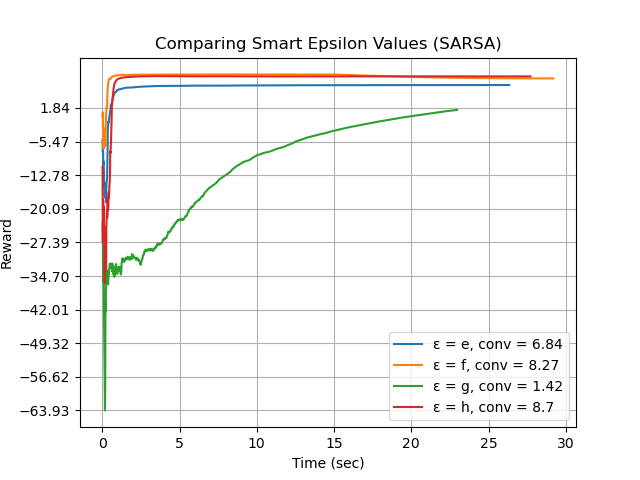 Comparing Smart Epsilon Values (SARSA)
1.84
−5.47
−12.78
−20.09
−27.39
−34.70
−42.01
−49.32
−56.62
−63.93
Reward
ε = e, conv = 6.84
ε = f, conv = 8.27
ε = g, conv = 1.42
ε = h, conv = 8.7
0 5 10 15 20 25 30
Time (sec)